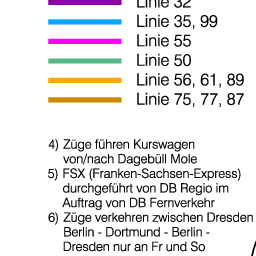 Linie 32
Linie 35, 99
Linie 55
Linie 50
Linie 56, 61, 89
Linie 75, 77, 87
4) Züge führen Kurswagen
von/nach Dagebüll Mole
5) FSX (Franken-Sachsen-Express)
durchgeführt von DB Regio im
Auftrag von DB Fernverkehr
6) Züge verkehren zwischen Dresden
Berlin - Dortmund - Berlin -
Dresden nur an Fr und So